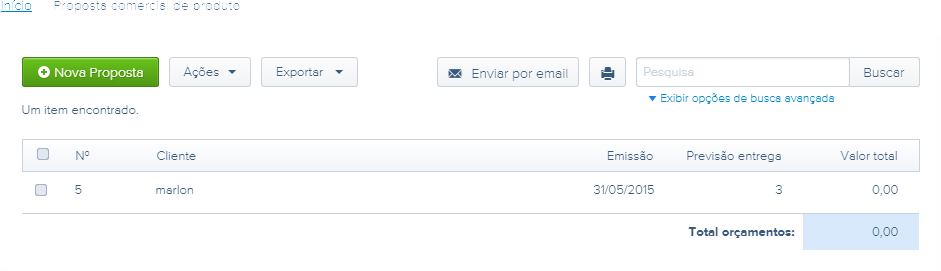 Início Proposta comercial de produto
Nova Proposta Ações Exportar Enviar por email Pesquisa Buscar
Exibir opções de busca avançada
Um item encontrado.
Nº Cliente Emissão Previsão entrega Valor total
5 marlon 31/05/2015 3 0,00
Total orçamentos: 0,00